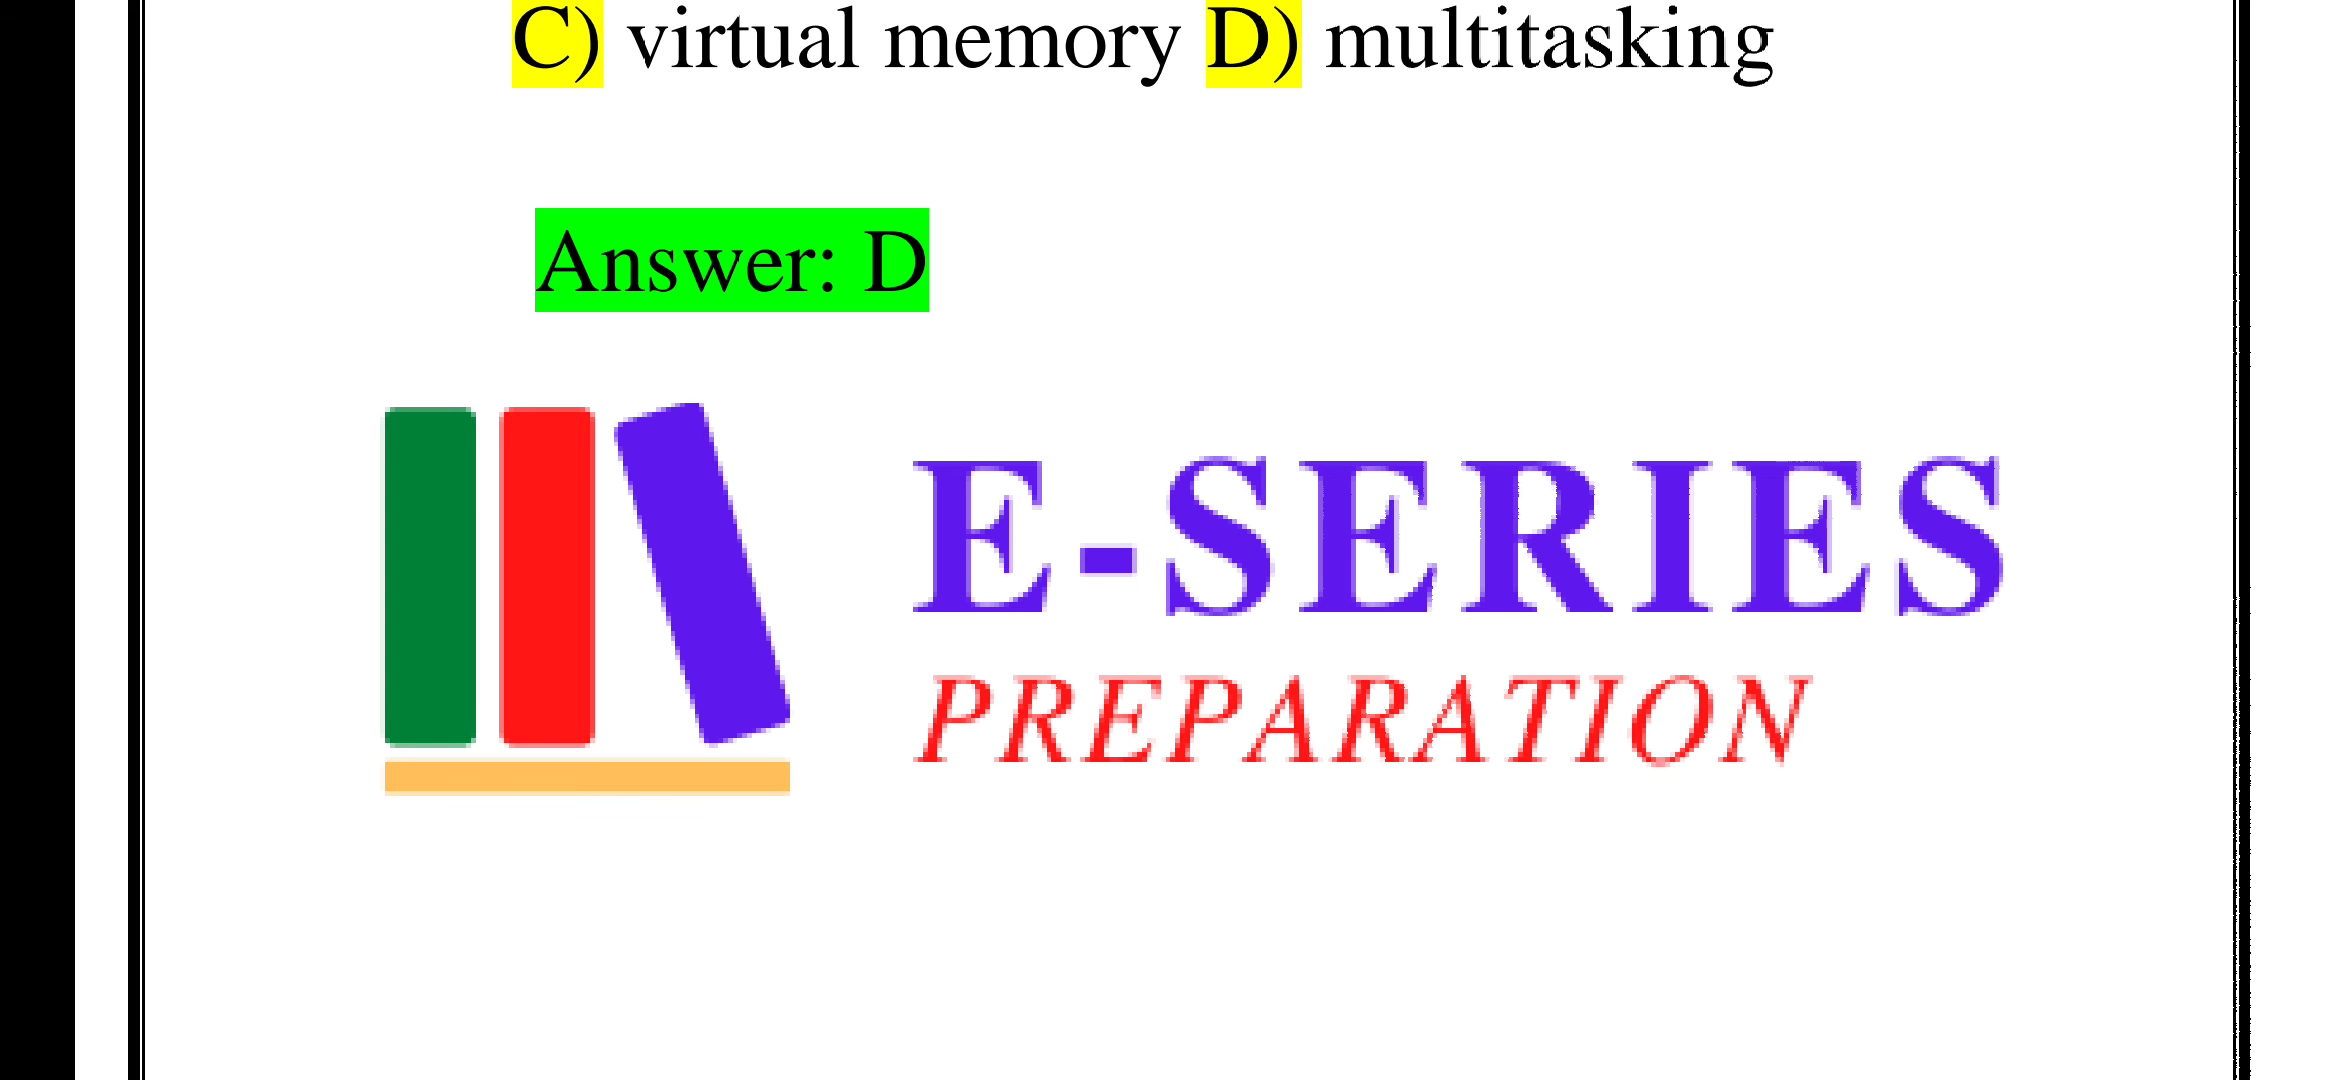 C) virtual memory D) multitasking
Answer: D
E-SERIES
PREPARATION